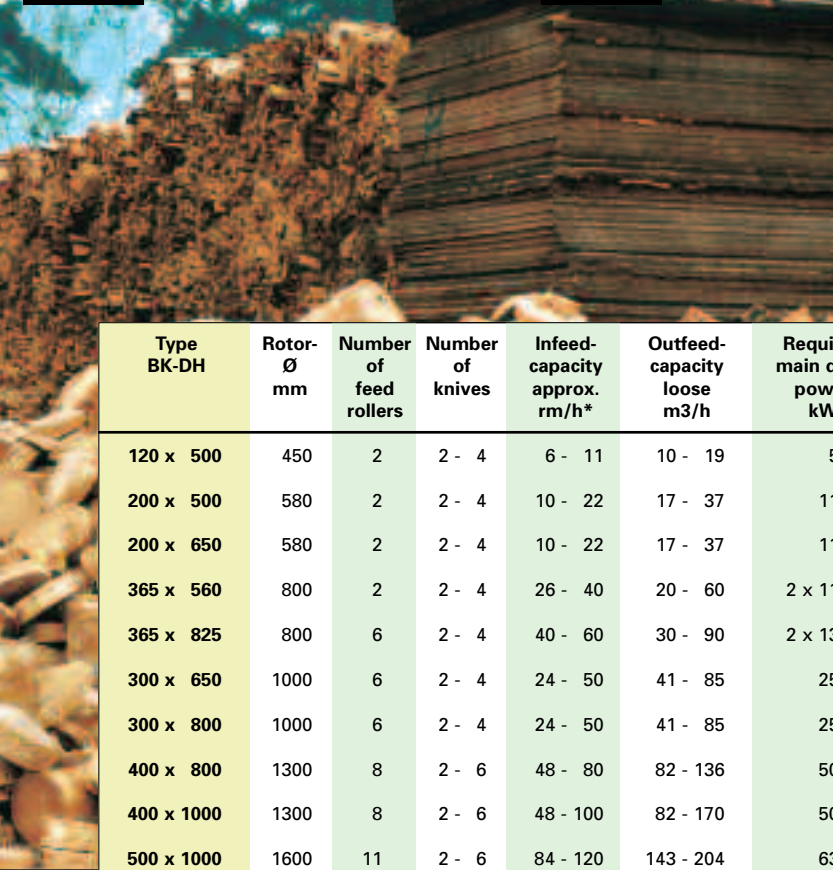 Type BK-DH Rotor-Ø mm Number of feed rollers Number of knives Infeed-capacity approx. rm/h* Outfeed-capacity loose m3/h main
120 x 500 450 2 2 - 4 6 - 11 10 - 19
200 x 500 580 2 2 - 4 10 - 22 17 - 37
200 x 650 580 2 2 - 4 10 - 22 17 - 37
365 x 560 800 2 2 - 4 26 - 40 20 - 60 2 x
365 x 825 800 6 2 - 4 40 - 60 30 - 90 2 x
300 x 650 1000 6 2 - 4 24 - 50 41 - 85
300 x 800 1000 6 2 - 4 24 - 50 41 - 85
400 x 800 1300 8 2 - 6 48 - 80 82 - 136
400 x 1000 1300 8 2 - 6 48 - 100 82 - 170
500 x 1000 1600 11 2 - 6 84 - 120 143 - 204